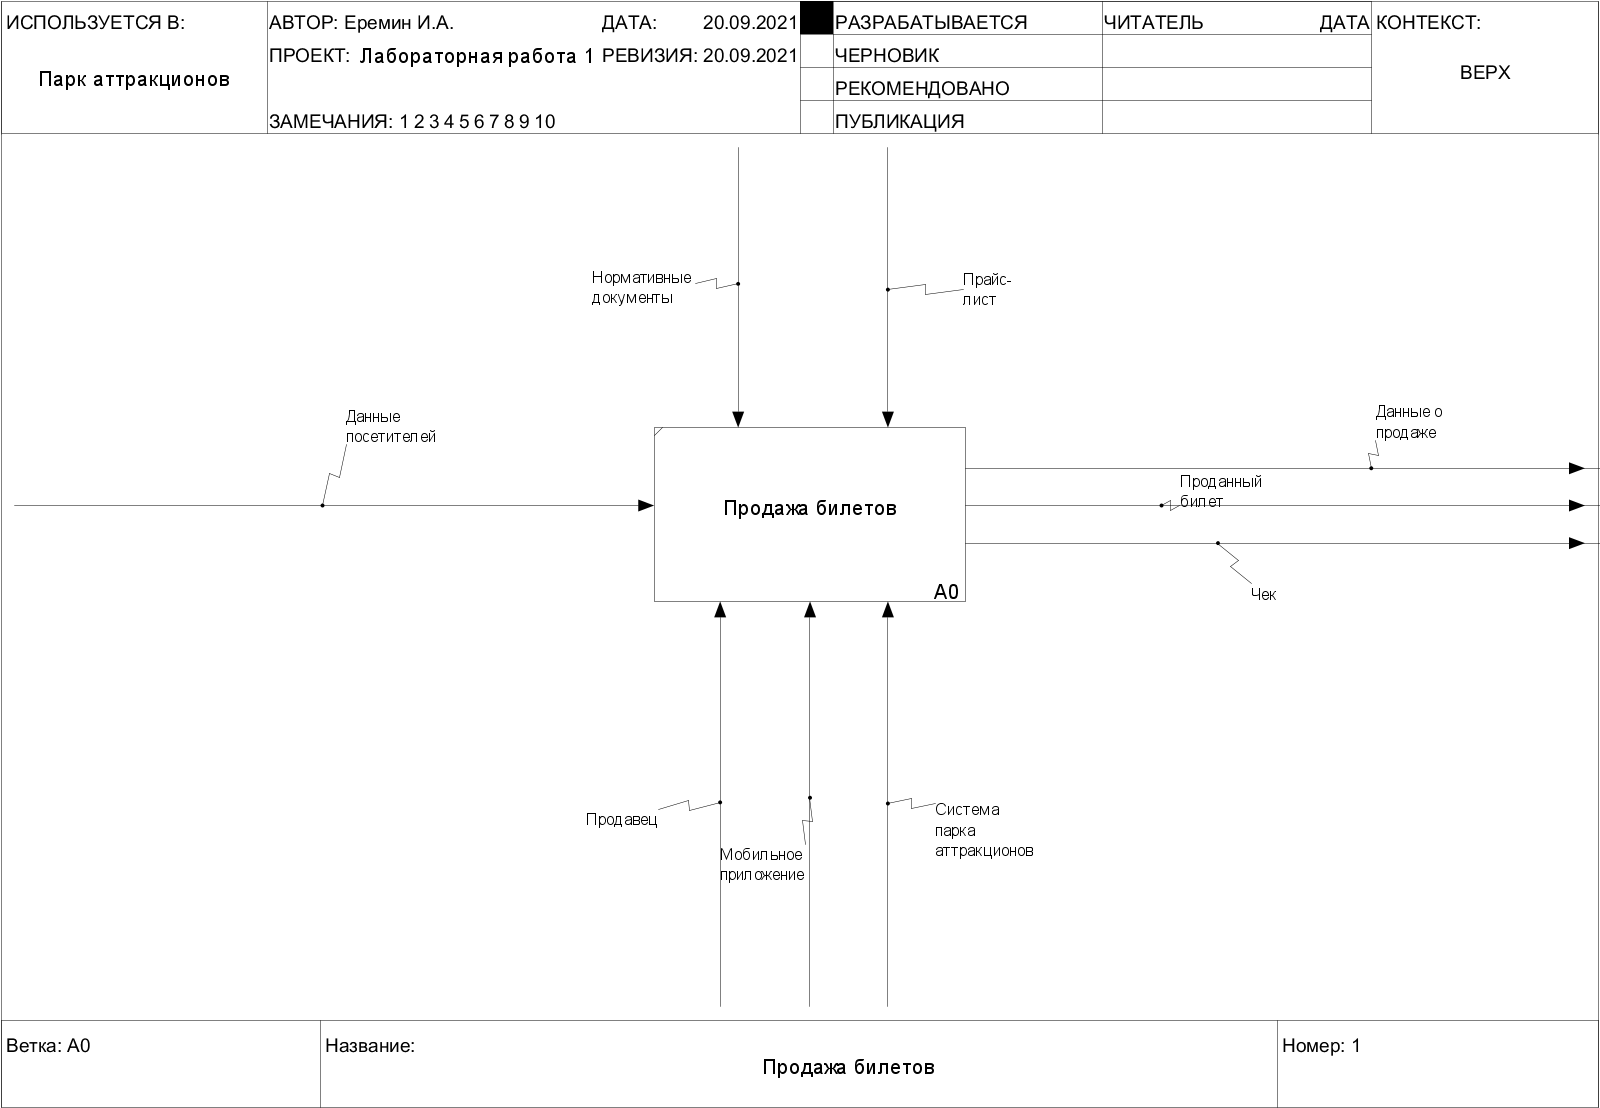 ИСПОЛЬЗУЕТСЯ В:
Парк аттракционов
АВТОР: Еремин И.А.
ДАТА: 20.09.2021
ПРОЕКТ: Лабораторная работа 1
РЕВИЗИЯ: 20.09.2021
ЗАМЕЧАНИЯ: 1 2 3 4 5 6 7 8 9 10
РАЗРАБАТЫВАЕТСЯ
ЧЕРНОВИК
РЕКОМЕНДОВАНО
ПУБЛИКАЦИЯ
ЧИТАТЕЛЬ
ДАТА
КОНТЕКСТ:
ВЕРХ
Нормативные
документы
Прайс-
лист
Данные
посетителей
Данные о
продаже
Проданный
билет
Продажа билетов
A0
Чек
Продавец
Мобильное
приложение
Система
парка
аттракционов
Ветка: A0
Название:
Продажа билетов
Номер: 1